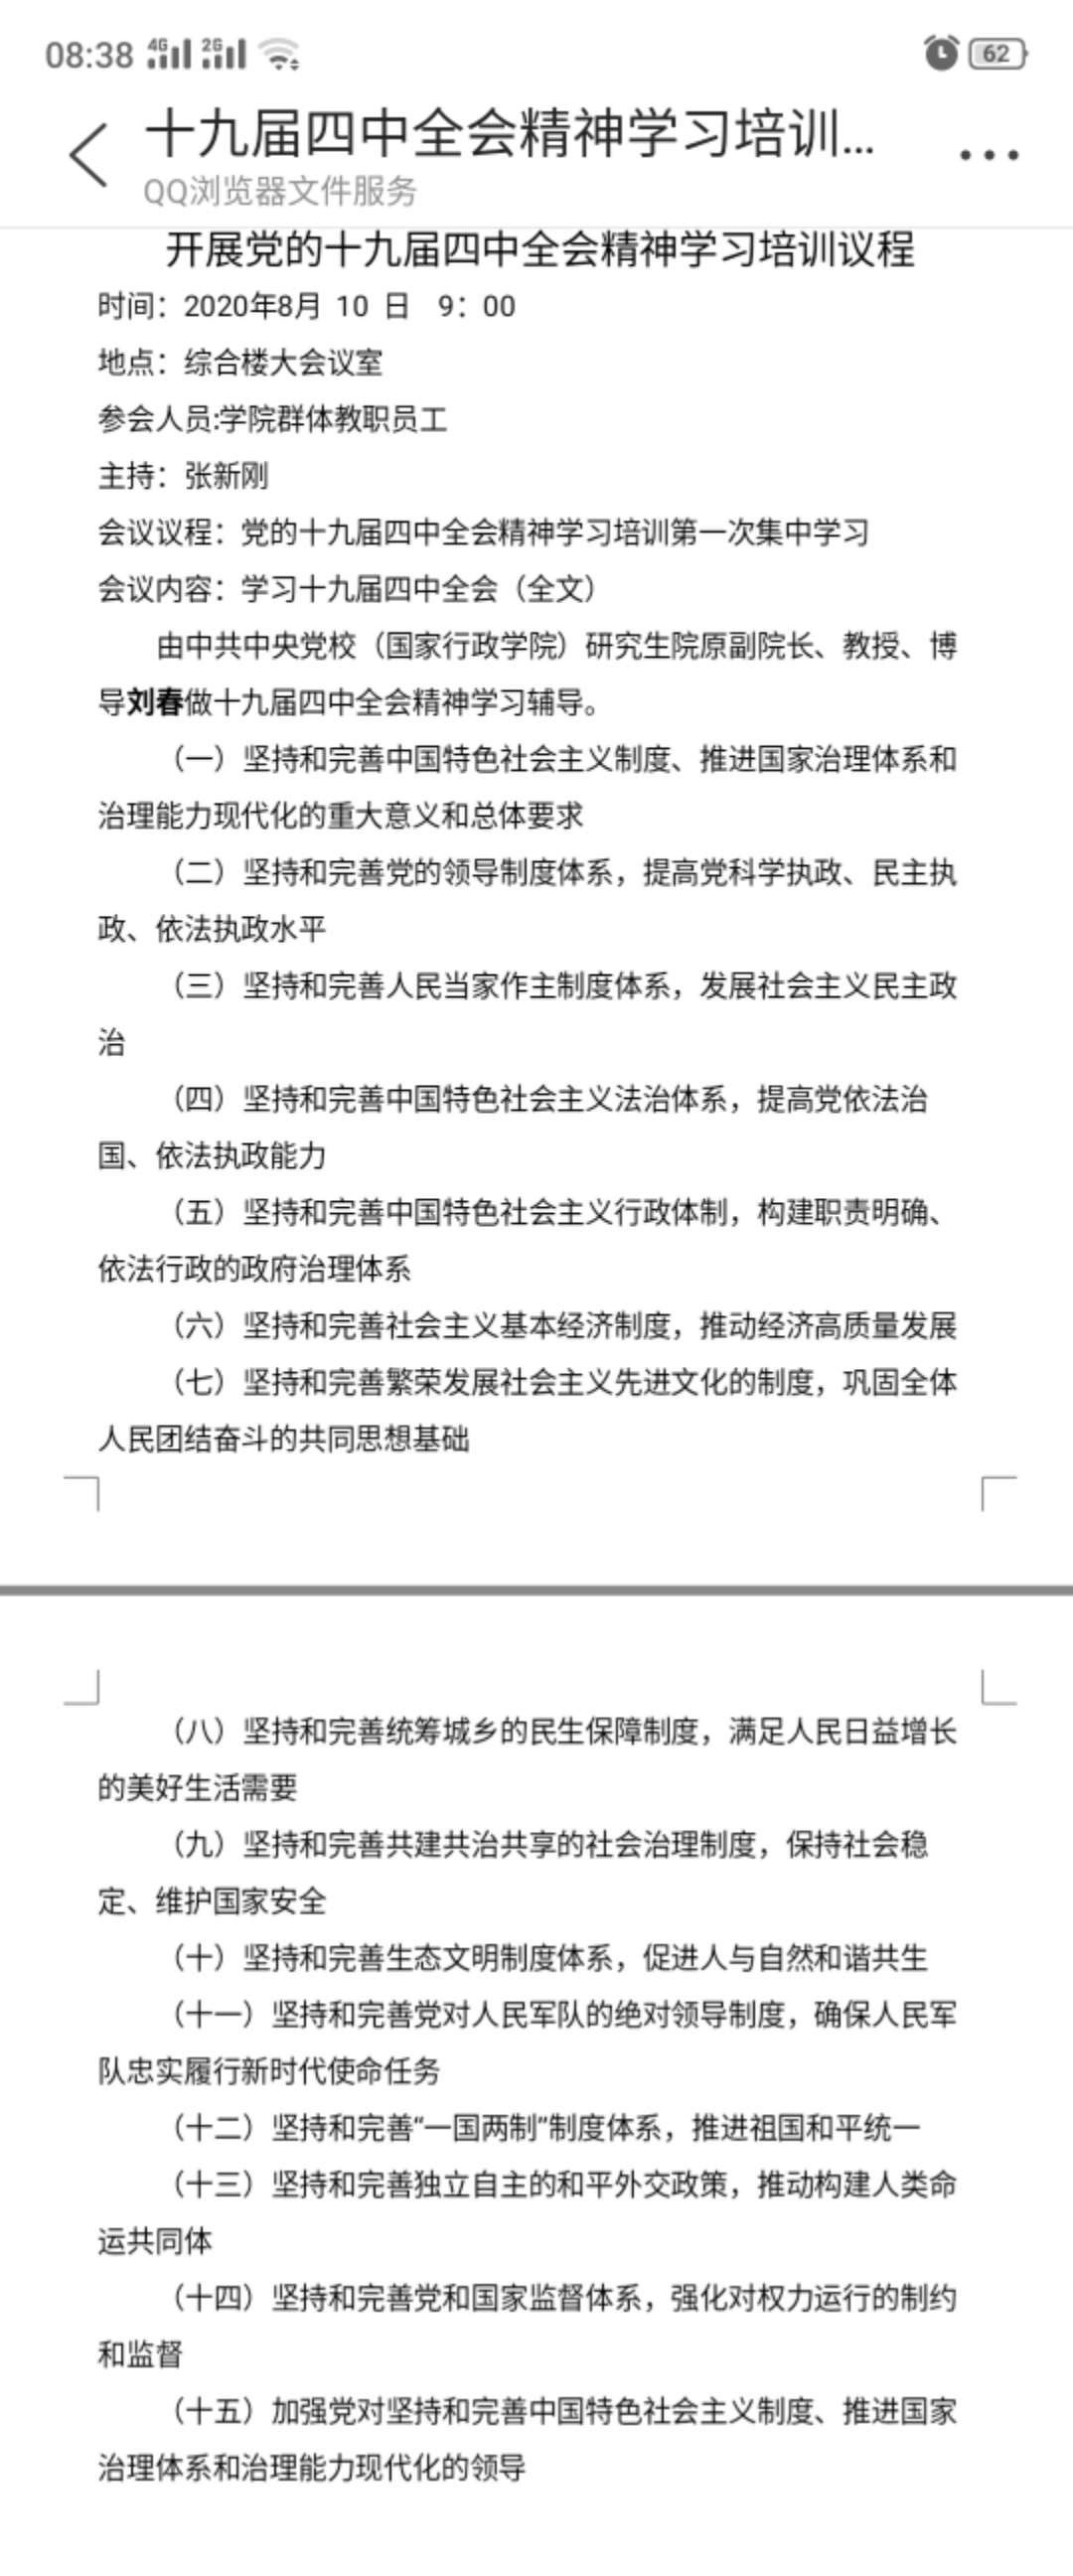 08:38 4G 2G 62
十九届四中全会精神学习培训...
QQ浏览器文件服务
开展党的十九届四中全会精神学习培训议程
时间：2020年8月 10 日 9：00
地点：综合楼大会议室
参会人员:学院群体教职员工
主持：张新刚
会议议程：党的十九届四中全会精神学习培训第一次集中学习
会议内容：学习十九届四中全会（全文）
由中共中央党校（国家行政学院）研究生院原副院长、教授、博
导刘春做十九届四中全会精神学习辅导。
（一）坚持和完善中国特色社会主义制度、推进国家治理体系和
治理能力现代化的重大意义和总体要求
（二）坚持和完善党的领导制度体系，提高党科学执政、民主执
政、依法执政水平
（三）坚持和完善人民当家作主制度体系，发展社会主义民主政
治
（四）坚持和完善中国特色社会主义法治体系，提高党依法治
国、依法执政能力
（五）坚持和完善中国特色社会主义行政体制，构建职责明确、
依法行政的政府治理体系
（六）坚持和完善社会主义基本经济制度，推动经济高质量发展
（七）坚持和完善繁荣发展社会主义先进文化的制度，巩固全体
人民团结奋斗的共同思想基础
（八）坚持和完善统筹城乡的民生保障制度，满足人民日益增长
的美好生活需要
（九）坚持和完善共建共治共享的社会治理制度，保持社会稳
定、维护国家安全
（十）坚持和完善生态文明制度体系，促进人与自然和谐共生
（十一）坚持和完善党对人民军队的绝对领导制度，确保人民军
队忠实履行新时代使命任务
（十二）坚持和完善“一国两制”制度体系，推进祖国和平统一
（十三）坚持和完善独立自主的和平外交政策，推动构建人类命
运共同体
（十四）坚持和完善党和国家监督体系，强化对权力运行的制约
和监督
（十五）加强党对坚持和完善中国特色社会主义制度、推进国家
治理体系和治理能力现代化的领导